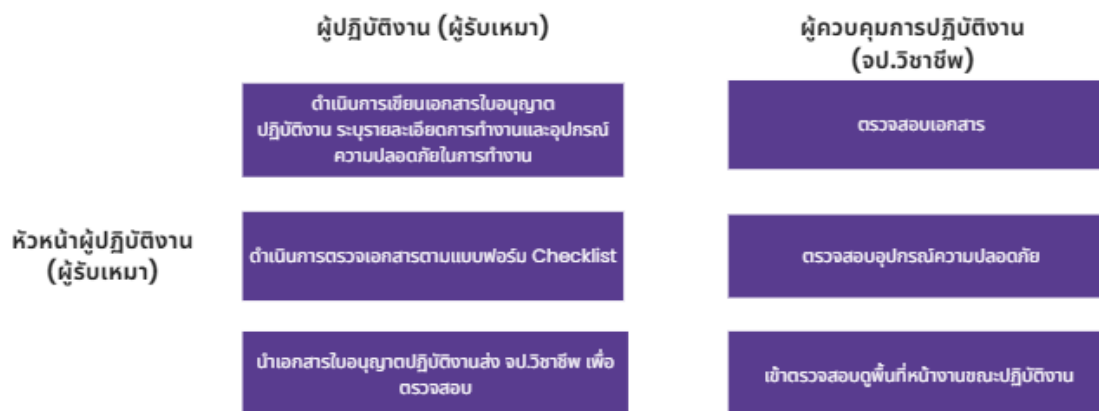 ผู้ปฏิบัติงาน (ผู้รับเหมา)
ผู้ควบคุมการปฏิบัติงาน
(จป.วิชาชีพ)
ดำเนินการเขียนเอกสารใบอนุญาต
ปฏิบัติงาน ระบุรายละเอียดการทำงานและอุปกรณ์
ความปลอดภัยในการทำงาน
ตรวจสอบเอกสาร
หัวหน้าผู้ปฏิบัติงาน
(ผู้รับเหมา)
ดำเนินการตรวจเอกสารตามแบบฟอร์ม Checklist
ตรวจสอบอุปกรณ์ความปลอดภัย
นำเอกสารใบอนุญาตปฏิบัติงานส่ง จป.วิชาชีพ เพื่อ
ตรวจสอบ
เข้าตรวจสอบดูพื้นที่หน้างานขณะปฏิบัติงาน